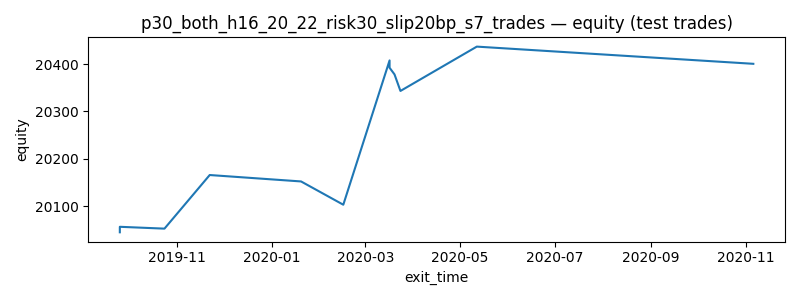 p30_both_h16_20_22_risk30_slip20bp_s7_trades — equity (test trades)
20400
20300
20200
20100
equity
2019-11 2020-01 2020-03 2020-05 2020-07 2020-09 2020-11
exit_time